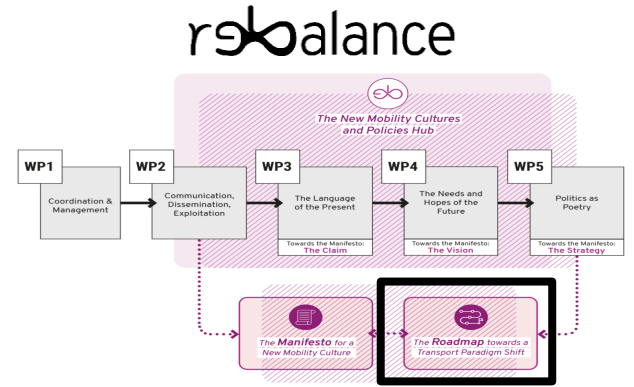 rebalance
The New Mobility Cultures
and Policies Hub
WP1
Coordination &
Management
WP2
Communication,
Dissemination,
Exploitation
WP3
The Language
of the Present
Towards the Manifesto:
The Claim
WP4
The Needs and
Hopes of the
Future
Towards the Manifesto:
The Vision
WP5
Politics as
Poetry
Towards the Manifesto:
The Strategy
The Manifesto for a
New Mobility Culture
The Roadmap towards a
Transport Paradigm Shift